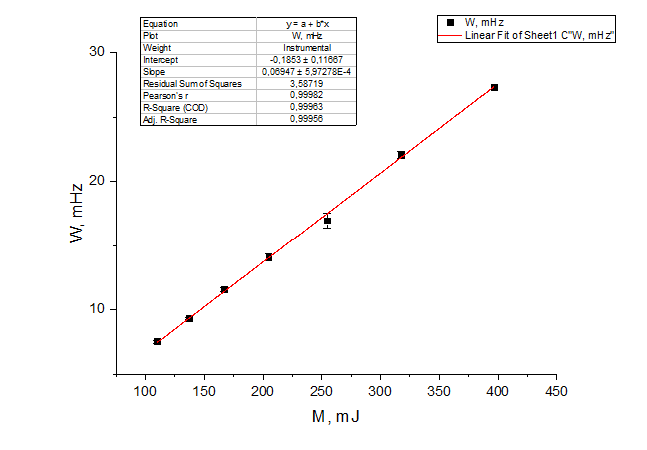 Equation y = a + b*x
Plot W, mHz
Weight Instrumental
Intercept -0,1853 ± 0,11667
Slope 0,06947 ± 5,97278E-4
Residual Sum of Squares 3,58719
Pearson's r 0,99982
R-Square (COD) 0,99963
Adj. R-Square 0,99956
W, mHz
Linear Fit of Sheet1 C"W, mHz"
30
20
10
W, mHz
100 150 200 250 300 350 400 450
M, mJ